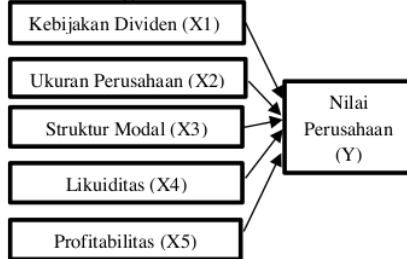 Kebijakan Dividen (X1)
Ukuran Perusahaan (X2)
Struktur Modal (X3)
Likuiditas (X4)
Profitabilitas (X5)
Nilai
Perusahaan
(Y)